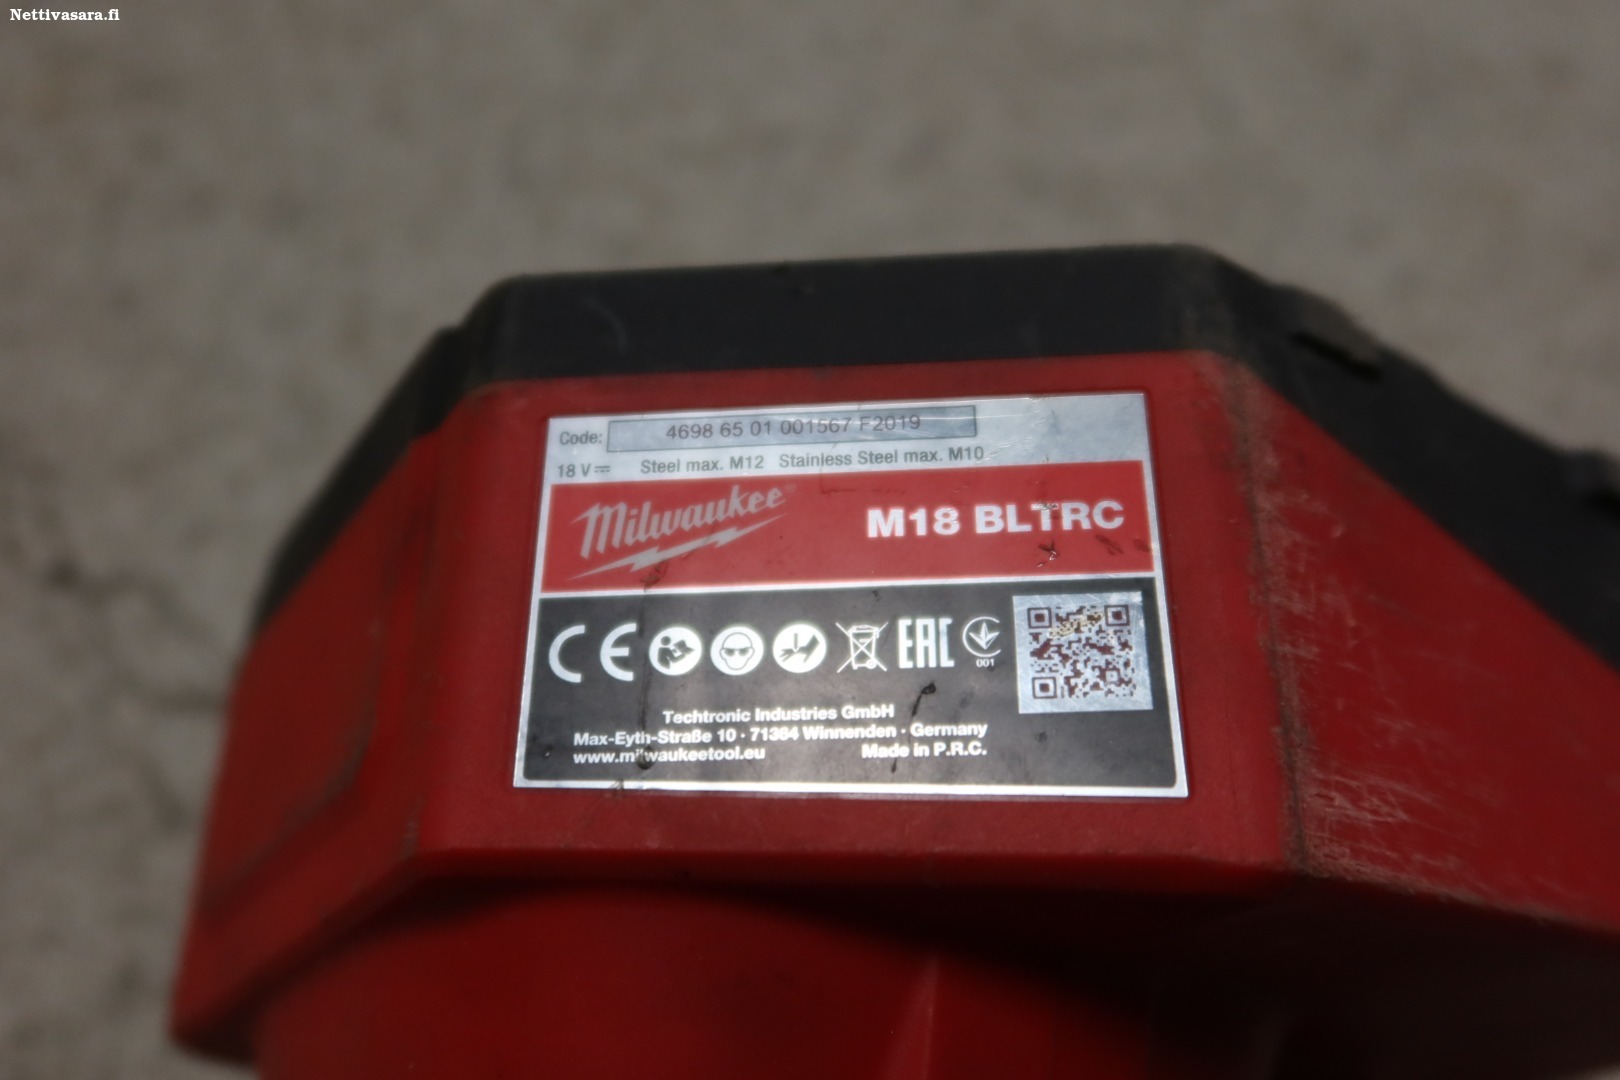 Nettivasara.fi
Code: 4698 65 01 001567 F2019
18 V Steel max. M12 Stainless Steel max. M10
Milwaukee
M18 BLTRC
CE EAC
001
Techtronic Industries GmbH
Max-Eyth-Straße 10 · 71364 Winnenden · Germany
www.milwaukeetool.eu Made in P.R.C.